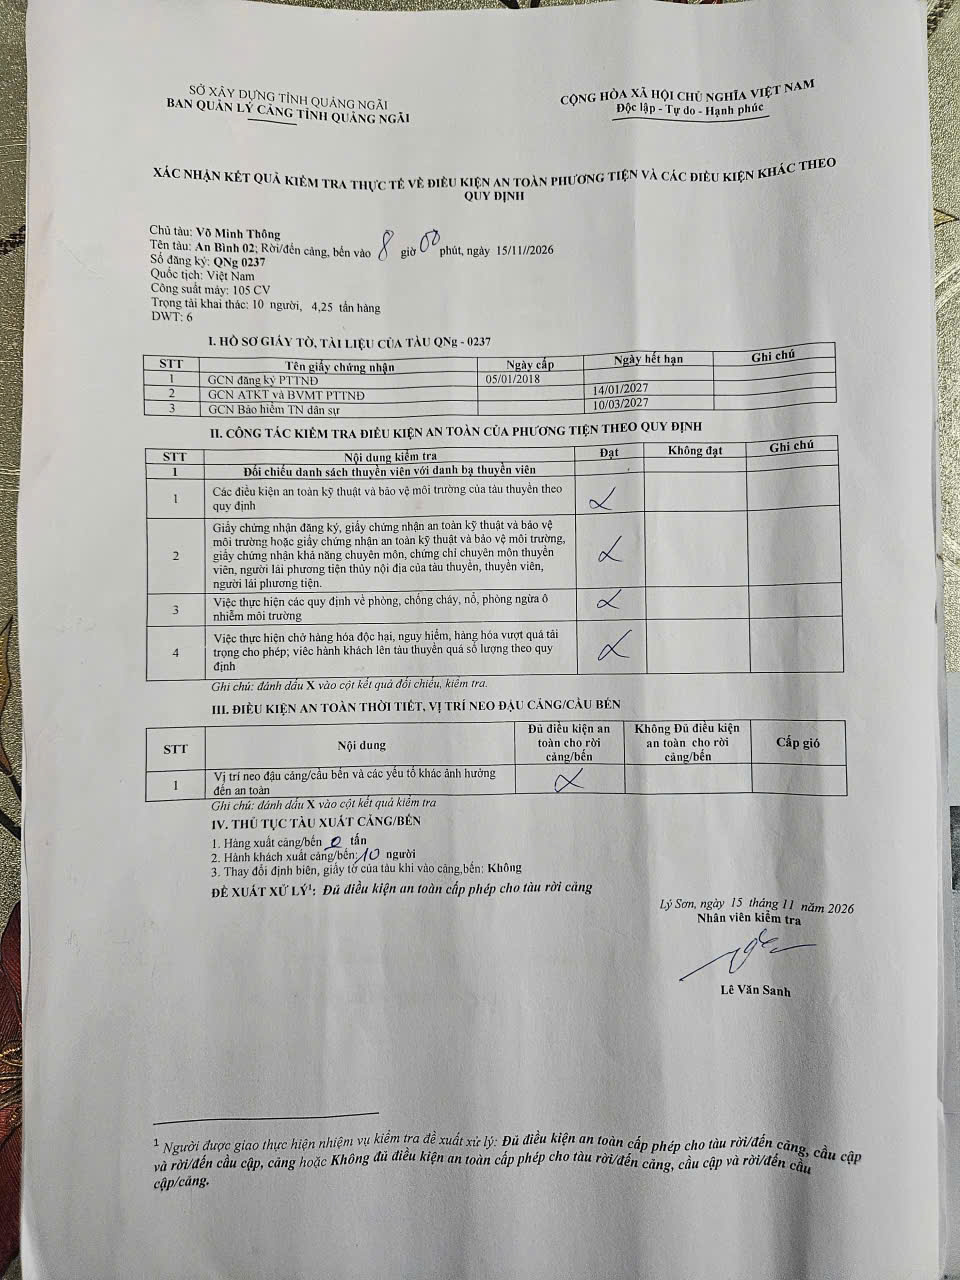 SỞ XÂY DỰNG TỈNH QUẢNG NGÃI
BAN QUẢN LÝ CẢNG TỈNH QUẢNG NGÃI
CỘNG HÒA XÃ HỘI CHỦ NGHĨA VIỆT NAM
Độc lập - Tự do - Hạnh phúc
XÁC NHẬN KẾT QUẢ KIỂM TRA THỰC TẾ VỀ ĐIỀU KIỆN AN TOÀN PHƯƠNG TIỆN VÀ CÁC ĐIỀU KIỆN KHÁC THEO
QUY ĐỊNH
Chủ tàu: Võ Minh Thông
Tên tàu: An Bình 02; Rời/đến cảng, bến vào 8 giờ 00 phút, ngày 15/11//2026
Số đăng ký: QNg 0237
Quốc tịch: Việt Nam
Công suất máy: 105 CV
Trọng tải khai thác: 10 người, 4,25 tấn hàng
DWT: 6
I. HỒ SƠ GIẤY TỜ, TÀI LIỆU CỦA TÀU QNg - 0237
STT Tên giấy chứng nhận Ngày cấp Ngày hết hạn Ghi chú
1 GCN đăng ký PTTNĐ 05/01/2018
2 GCN ATKT và BVMT PTTNĐ 14/01/2027
3 GCN Bảo hiểm TN dân sự 10/03/2027
II. CÔNG TÁC KIỂM TRA ĐIỀU KIỆN AN TOÀN CỦA PHƯƠNG TIỆN THEO QUY ĐỊNH
STT Nội dung kiểm tra Đạt Không đạt Ghi chú
1 Đối chiếu danh sách thuyền viên với danh bạ thuyền viên
1 Các điều kiện an toàn kỹ thuật và bảo vệ môi trường của tàu thuyền theo
quy định X
2 Giấy chứng nhận đăng ký, giấy chứng nhận an toàn kỹ thuật và bảo vệ
môi trường hoặc giấy chứng nhận an toàn kỹ thuật và bảo vệ môi trường,
giấy chứng nhận khả năng chuyên môn, chứng chỉ chuyên môn thuyền
viên, người lái phương tiện thủy nội địa của tàu thuyền, thuyền viên,
người lái phương tiện. X
3 Việc thực hiện các quy định về phòng, chống cháy, nổ, phòng ngừa ô
nhiễm môi trường X
4 Việc thực hiện chở hàng hóa độc hại, nguy hiểm, hàng hóa vượt quá tải
trọng cho phép; viêc hành khách lên tàu thuyền quá số lượng theo quy
định X
Ghi chú: đánh dấu X vào cột kết quả đối chiếu, kiểm tra.
III. ĐIỀU KIỆN AN TOÀN THỜI TIẾT, VỊ TRÍ NEO ĐẬU CẢNG/CẦU BẾN
STT Nội dung Đủ điều kiện an toàn cho rời cảng/bến Không Đủ điều kiện an toàn cho rời cảng/bến Cấp gió
1 Vị trí neo đậu cảng/cầu bến và các yếu tố khác ảnh hưởng
đến an toàn X
Ghi chú: đánh dấu X vào cột kết quả kiểm tra
IV. THỦ TỤC TÀU XUẤT CẢNG/BẾN
1. Hàng xuất cảng/bến 0 tấn
2. Hành khách xuất cảng/bến: 10 người
3. Thay đổi định biên, giấy tờ của tàu khi vào cảng,bến: Không
ĐỀ XUẤT XỬ LÝ¹: Đủ điều kiện an toàn cấp phép cho tàu rời cảng
Lý Sơn, ngày 15 tháng 11 năm 2026
Nhân viên kiểm tra
Lê Văn Sanh
¹ Người được giao thực hiện nhiệm vụ kiểm tra đề xuất xử lý: Đủ điều kiện an toàn cấp phép cho tàu rời/đến cảng, cầu cập
và rời/đến cầu cập, cảng hoặc Không đủ điều kiện an toàn cấp phép cho tàu rời/đến cảng, cầu cập và rời/đến cầu
cập/cảng.